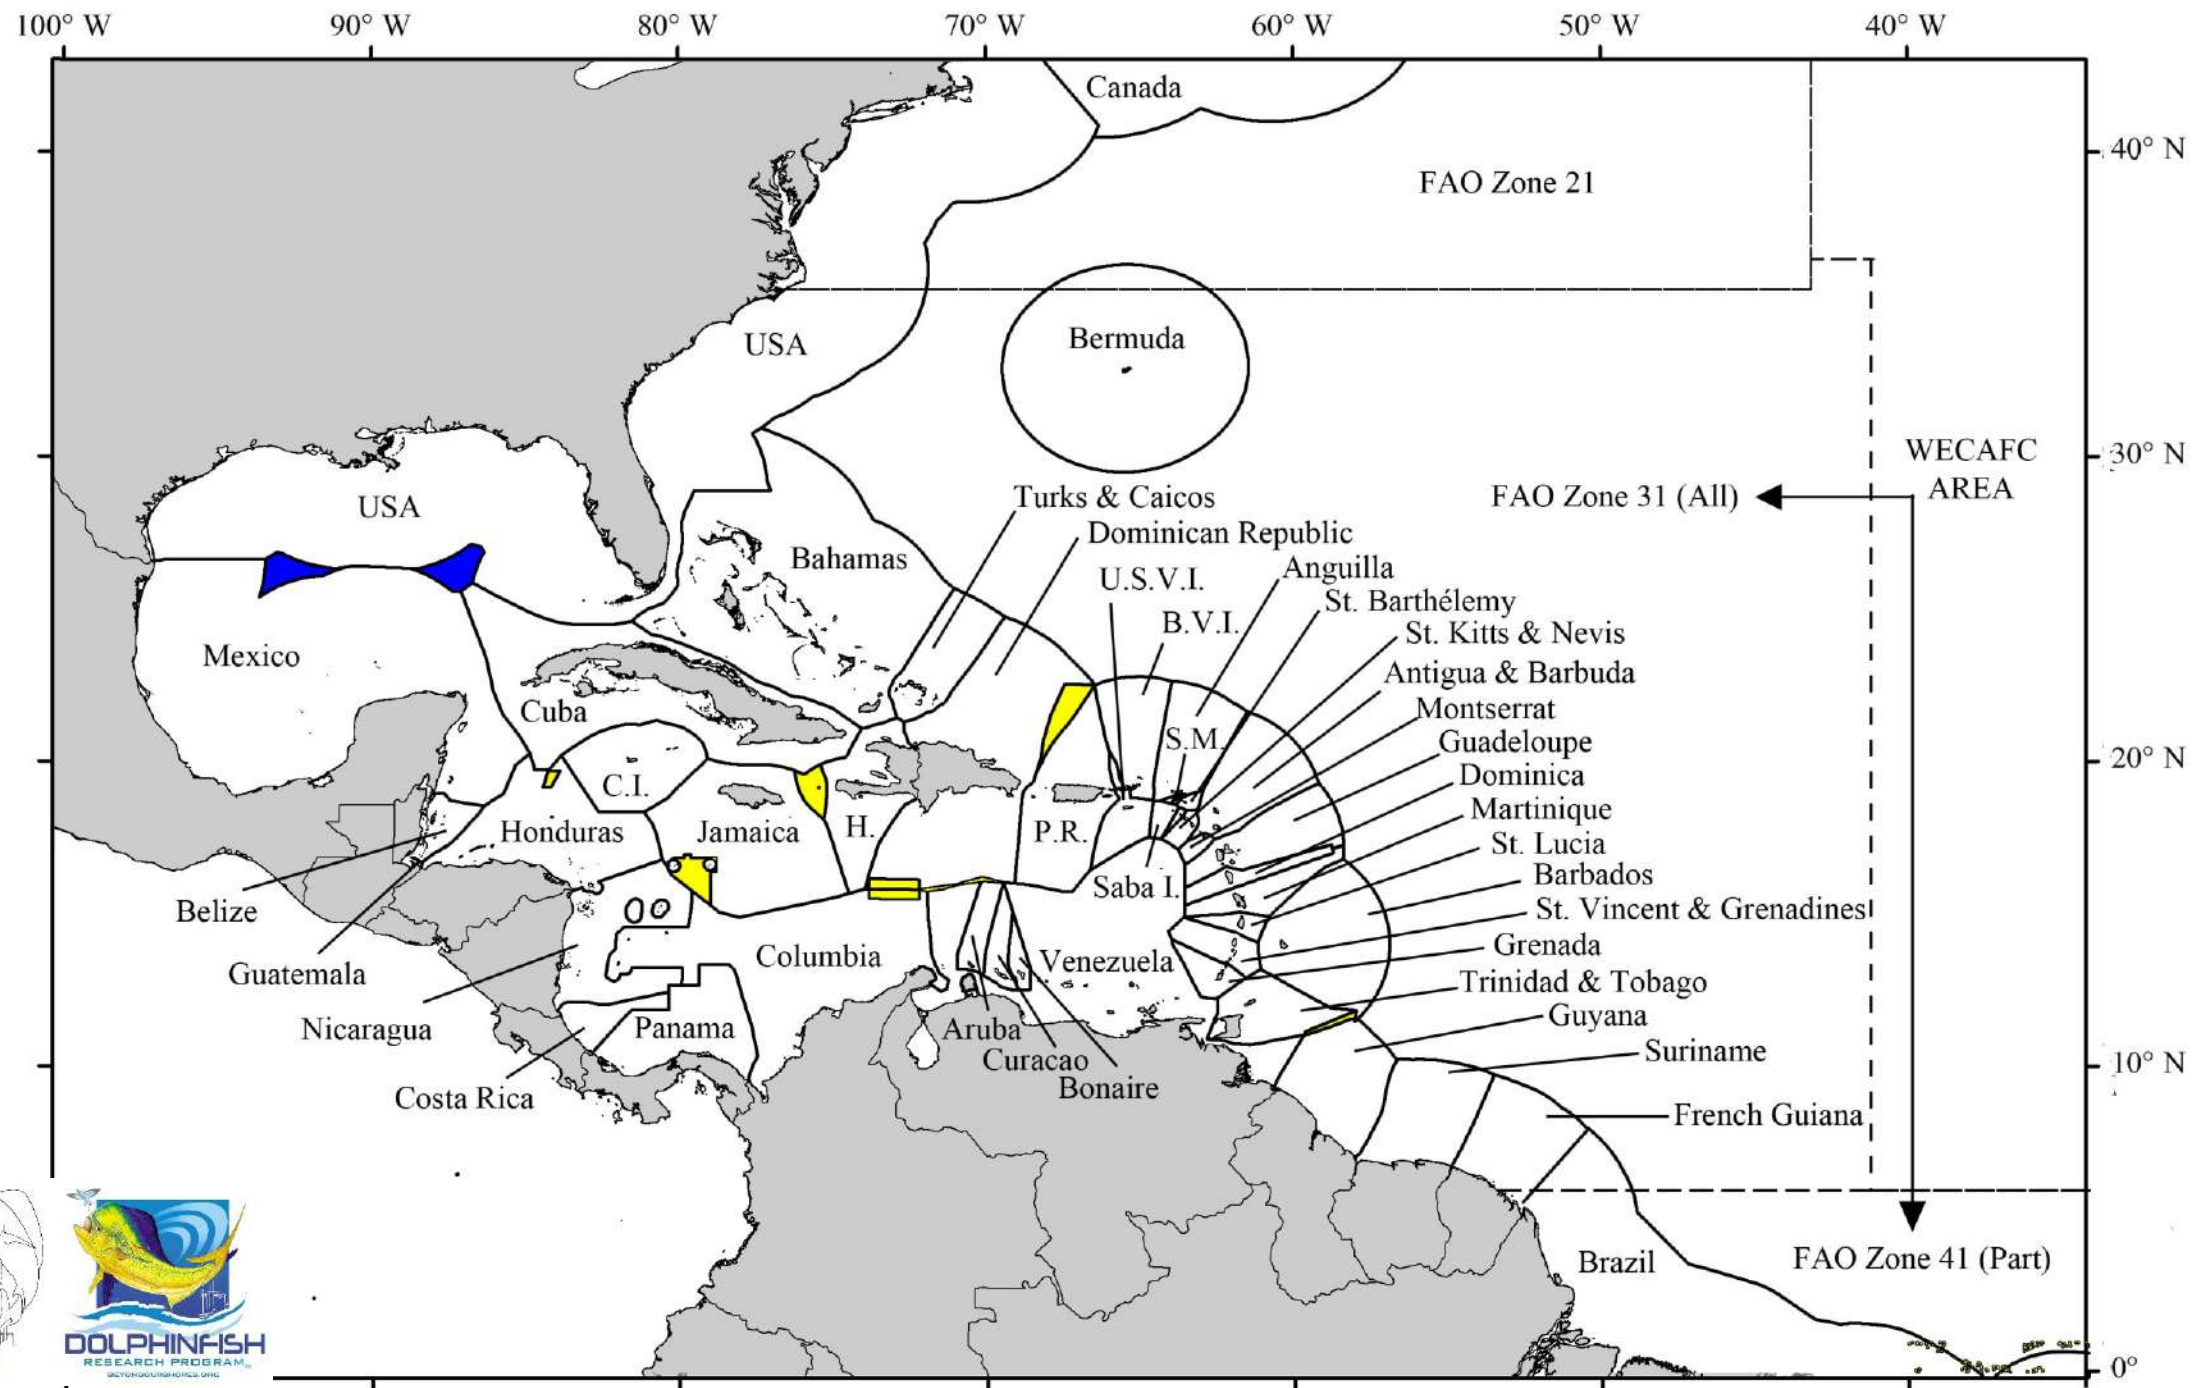 100° W
90° W
80° W
70° W
60° W
50° W
40° W
Canada
40° N
FAO Zone 21
USA
Bermuda
30° N
WECAFC
AREA
FAO Zone 31 (All)
USA
Turks & Caicos
Dominican Republic
Bahamas
Anguilla
U.S.V.I.
St. Barthélemy
B.V.I.
St. Kitts & Nevis
Mexico
Antigua & Barbuda
Montserrat
Cuba
S.M.
Guadeloupe
20° N
Dominica
C.I.
Martinique
Honduras
Jamaica
H.
P.R.
St. Lucia
Barbados
Saba I.
Belize
St. Vincent & Grenadines
Grenada
Columbia
Venezuela
Guatemala
Trinidad & Tobago
Guyana
Nicaragua
Panama
Aruba
Suriname
Curacao
10° N
Bonaire
Costa Rica
French Guiana
Brazil
FAO Zone 41 (Part)
DOLPHINFISH
RESEARCH PROGRAM
BEYONDOURSHORES.ORG
0°